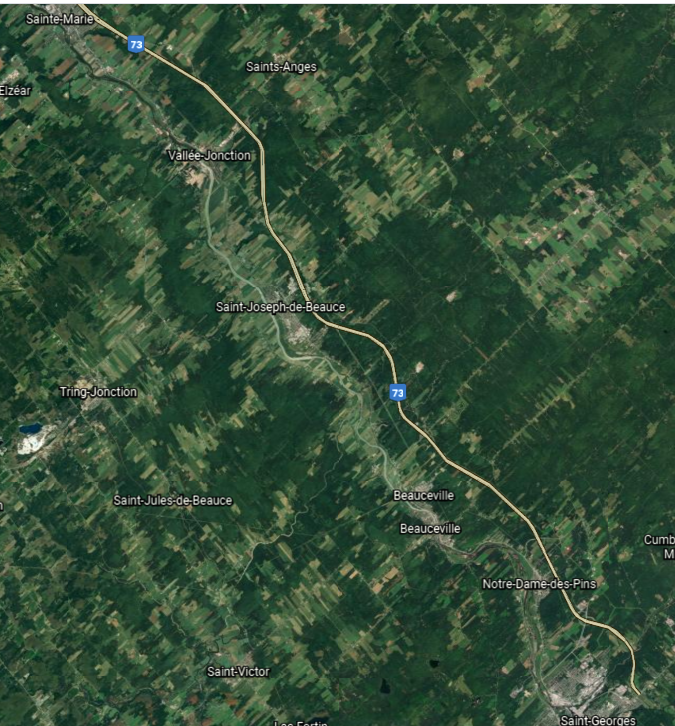 Sainte-Marie
73
Saints-Anges
Elzéar
Vallée-Jonction
Saint-Joseph-de-Beauce
Tring-Jonction
73
Beauceville
Saint-Jules-de-Beauce
Beauceville
Cumb
M
Notre-Dame-des-Pins
Saint-Victor
Saint-Georges